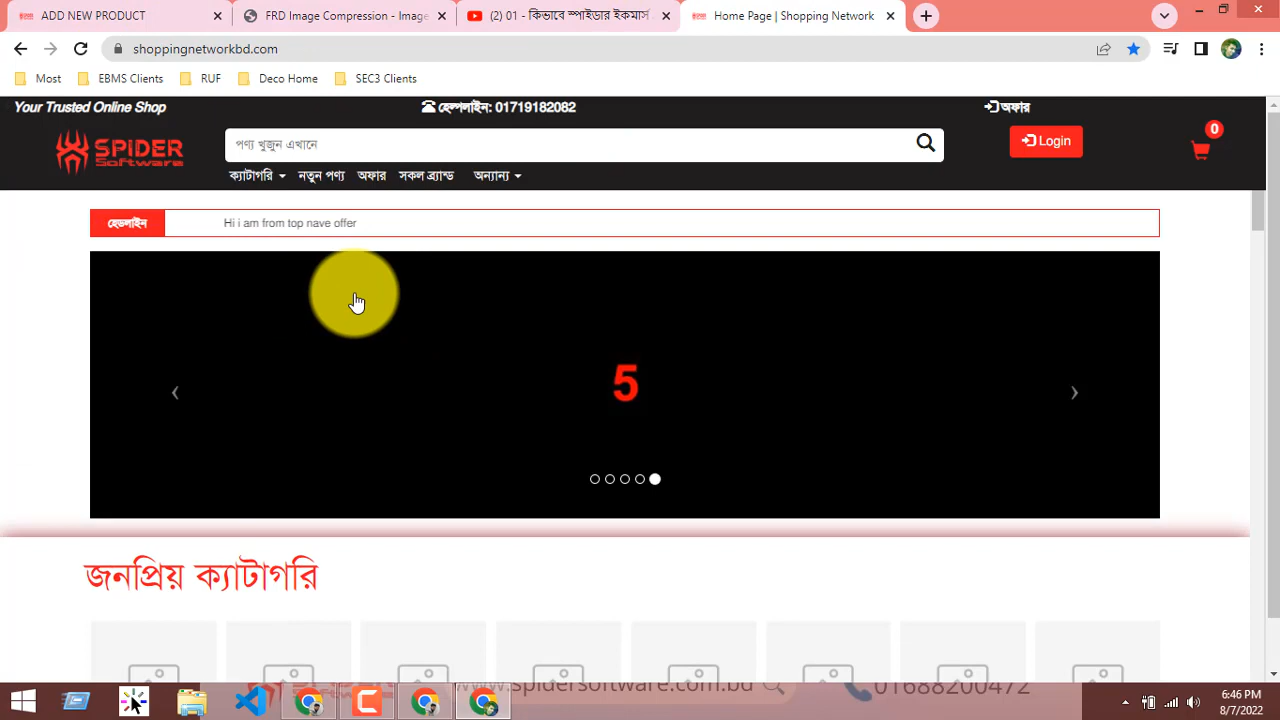 ADD NEW PRODUCT
FRD Image Compression - Image
(2) 01 - কিভাবে স্পাইডার ইকমার্স
Home Page | Shopping Network
shoppingnetworkbd.com
Most
EBMS Clients
RUF
Deco Home
SEC3 Clients
Your Trusted Online Shop
হেল্পলাইন: 01719182082
অফার
SPIDER
Software
পণ্য খুজুন এখানে
Login
0
ক্যাটাগরি
নতুন পণ্য
অফার
সকল ব্র্যান্ড
অন্যান্য
হেডলাইন
Hi i am from top nave offer
5
জনপ্রিয় ক্যাটাগরি
www.spidersoftware.com.bd
01688200472
6:46 PM
8/7/2022